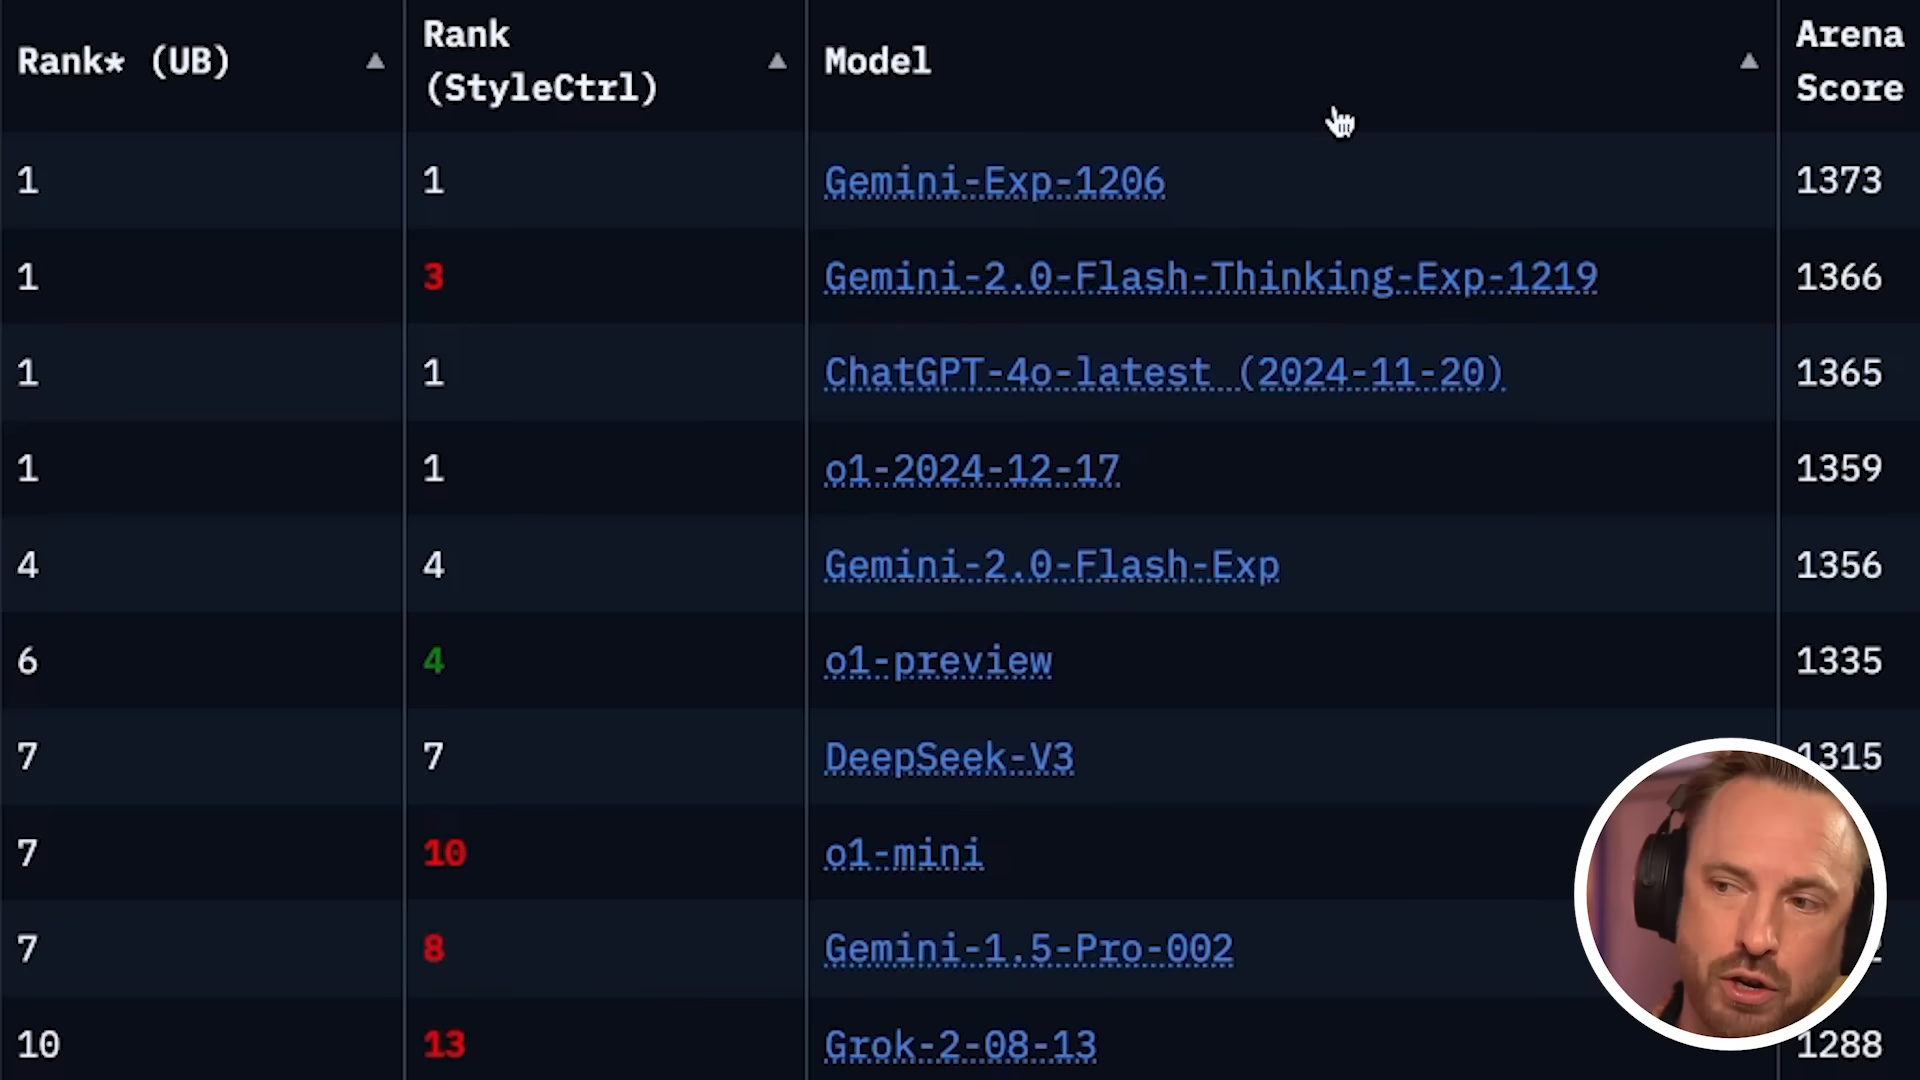 Rank* (UB) ▲ Rank (StyleCtrl) ▲ Model ▲ Arena Score
1 1 Gemini-Exp-1206 1373
1 3 Gemini-2.0-Flash-Thinking-Exp-1219 1366
1 1 ChatGPT-4o-latest (2024-11-20) 1365
1 1 o1-2024-12-17 1359
4 4 Gemini-2.0-Flash-Exp 1356
6 4 o1-preview 1335
7 7 DeepSeek-V3 1315
7 10 o1-mini
7 8 Gemini-1.5-Pro-002
10 13 Grok-2-08-13 1288